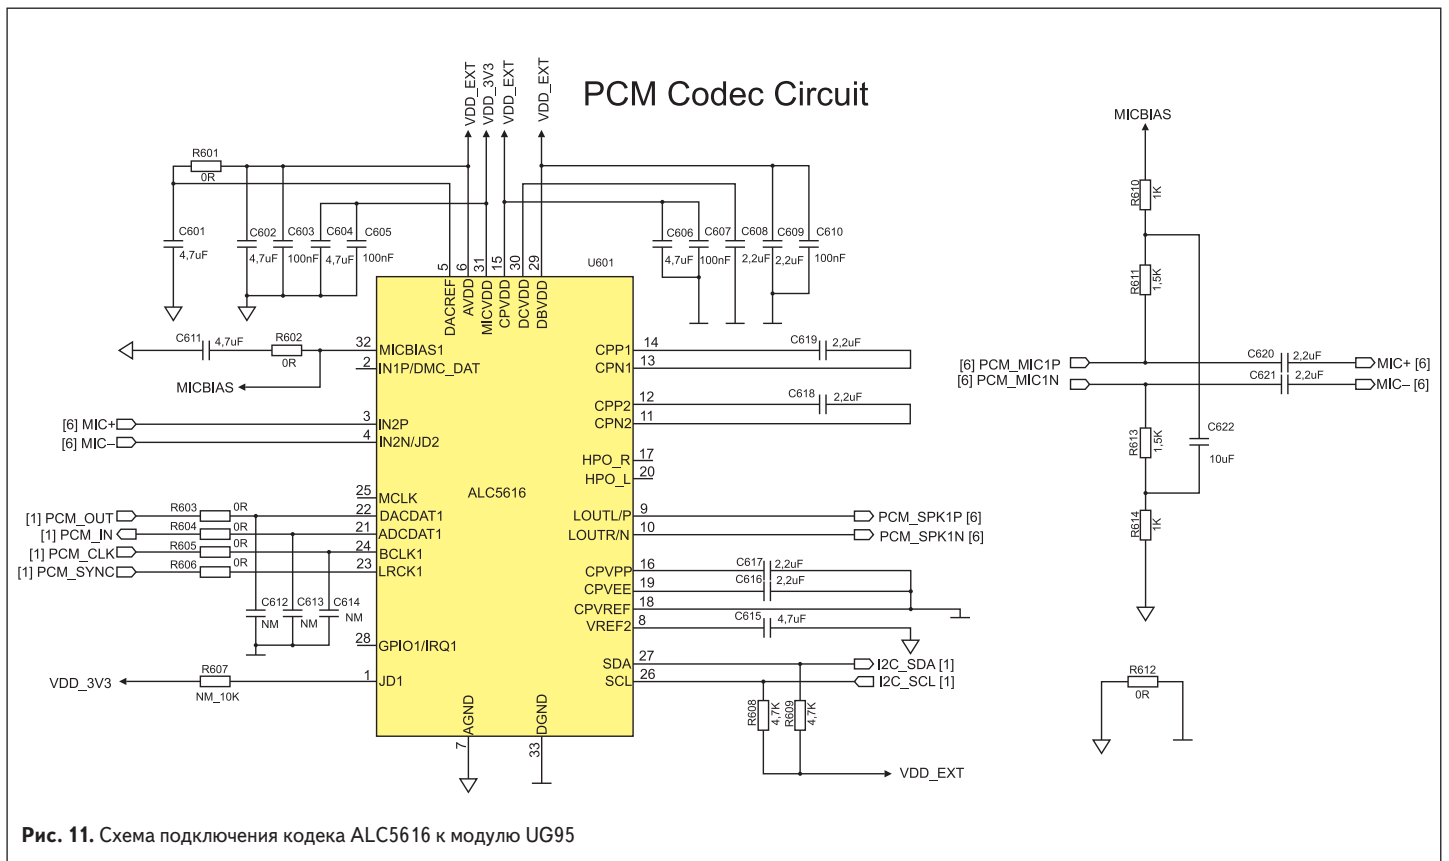 PCM Codec Circuit
VDD_EXT
VDD_3V3
VDD_EXT
VDD_EXT
MICBIAS
R601
0R
C601
4,7uF
C602
4,7uF
C603
100nF
C604
4,7uF
C605
100nF
C606
4,7uF
C607
100nF
C608
2,2uF
C609
2,2uF
C610
100nF
R610
1K
R611
1,5K
U601
5
6
31
15
30
29
DACREF
AVDD
MICVDD
CPVDD
DCVDD
DBVDD
C611
4,7uF
R602
0R
32
MICBIAS1
2
IN1P/DMC_DAT
MICBIAS
[6] MIC+
3
IN2P
[6] MIC–
4
IN2N/JD2
25
MCLK
ALC5616
[1] PCM_OUT
R603
0R
22
DACDAT1
[1] PCM_IN
R604
0R
21
ADCDAT1
[1] PCM_CLK
R605
0R
24
BCLK1
[1] PCM_SYNC
R606
0R
23
LRCK1
C612
NM
C613
NM
C614
NM
28
GPIO1/IRQ1
VDD_3V3
R607
NM_10K
1
JD1
AGND
7
DGND
33
CPP1
14
C619
2,2uF
CPN1
13
CPP2
12
C618
2,2uF
CPN2
11
HPO_R
17
HPO_L
20
LOUTL/P
9
PCM_SPK1P [6]
LOUTR/N
10
PCM_SPK1N [6]
CPVPP
16
C617
2,2uF
CPVEE
19
C616
2,2uF
CPVREF
18
VREF2
8
C615
4,7uF
SDA
27
I2C_SDA [1]
SCL
26
I2C_SCL [1]
R608
4,7K
R609
4,7K
VDD_EXT
[6] PCM_MIC1P
C620
2,2uF
MIC+ [6]
[6] PCM_MIC1N
C621
2,2uF
MIC– [6]
R613
1,5K
C622
10uF
R614
1K
R612
0R
Рис. 11. Схема подключения кодека ALC5616 к модулю UG95